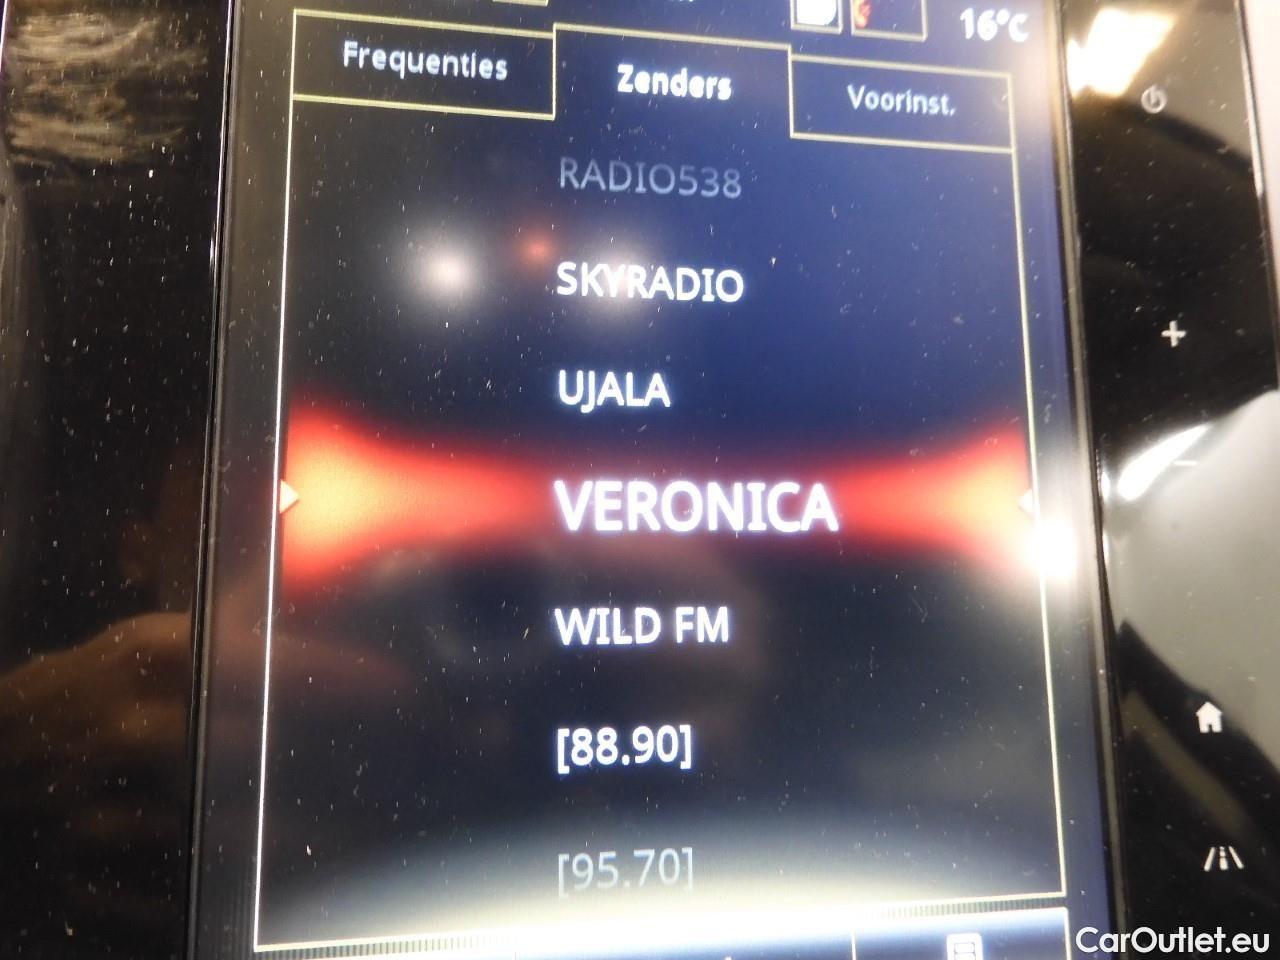 16°C
Frequenties
Zenders
Voorinst.
RADIO538
SKYRADIO
UJALA
VERONICA
WILD FM
[88.90]
[95.70]
CarOutlet.eu